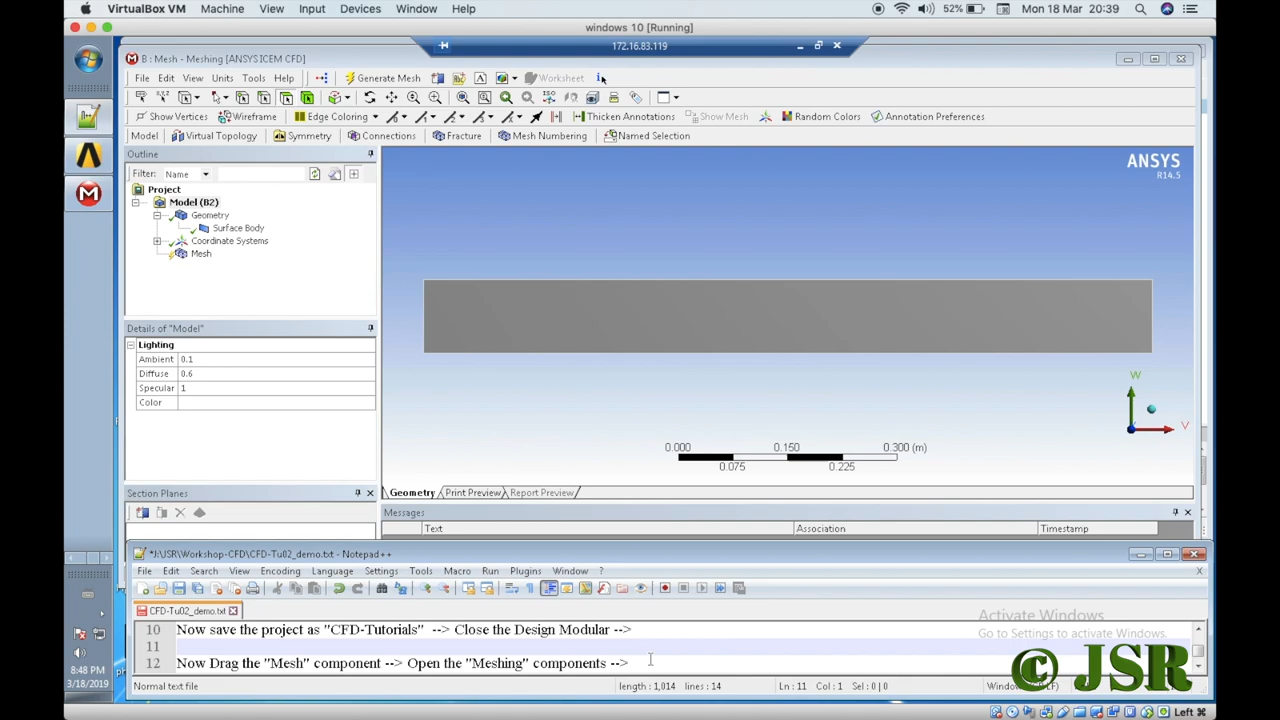 VirtualBox VM Machine View Input Devices Window Help 52% Mon 18 Mar 20:39
windows 10 [Running]
172.16.83.119
B : Mesh - Meshing [ANSYS ICEM CFD]
File Edit View Units Tools Help Generate Mesh Worksheet
Show Vertices Wireframe Edge Coloring Thicken Annotations Show Mesh Random Colors Annotation Preferences
Model Virtual Topology Symmetry Connections Fracture Mesh Numbering Named Selection
Outline
Filter: Name
Project
Model (B2)
Geometry
Surface Body
Coordinate Systems
Mesh
ANSYS
R14.5
Details of "Model"
Lighting
Ambient 0.1
Diffuse 0.6
Specular 1
Color
W
V
0.000 0.150 0.300 (m)
0.075 0.225
Section Planes
Geometry Print Preview Report Preview
Messages
Text Association Timestamp
*J:\JSR\Workshop-CFD\CFD-Tu02_demo.txt - Notepad++
File Edit Search View Encoding Language Settings Tools Macro Run Plugins Window ? X
CFD-Tu02_demo.txt
10 Now save the project as "CFD-Tutorials" --> Close the Design Modular -->
11
12 Now Drag the "Mesh" component --> Open the "Meshing" components -->
Activate Windows
Go to Settings to activate Windows.
© JSR
Normal text file length : 1,014 lines : 14 Ln : 11 Col : 1 Sel : 0 | 0
8:48 PM
3/18/2019
Left ⌘